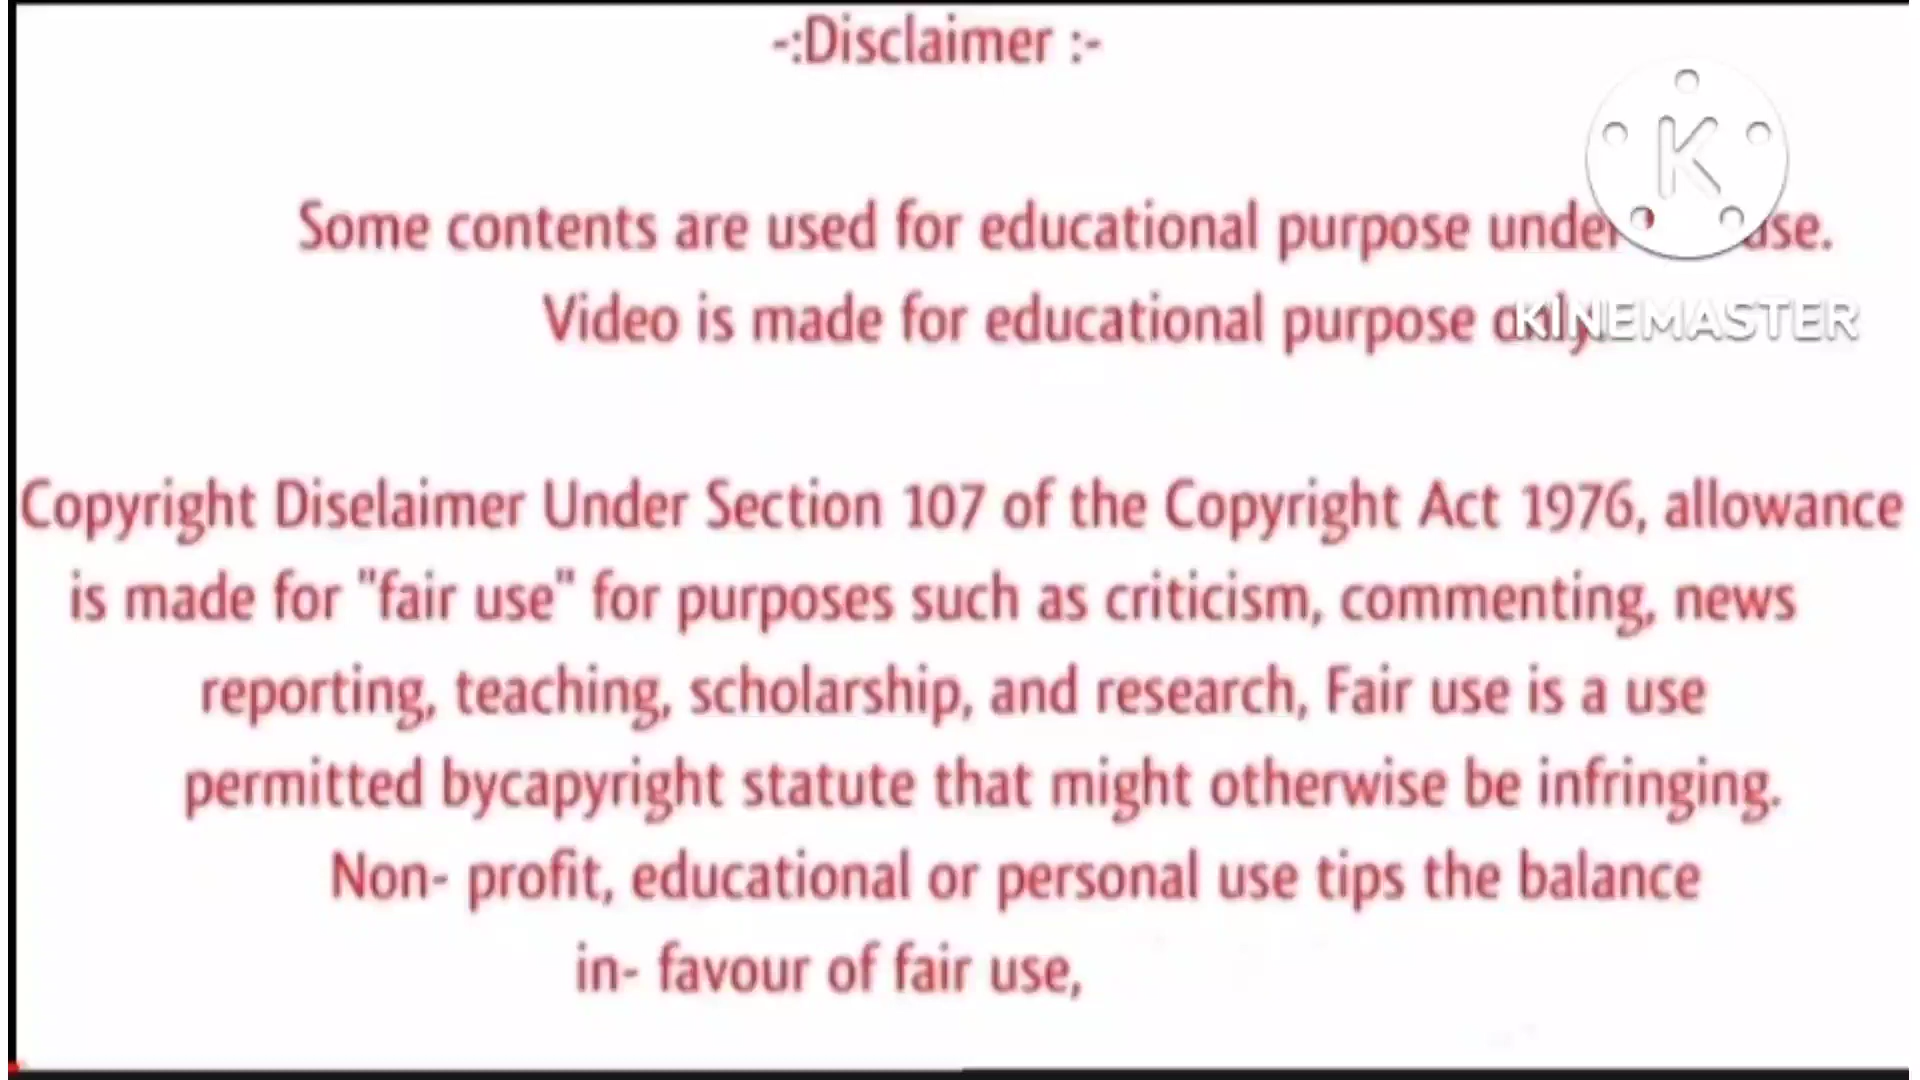 -:Disclaimer :-
K
Some contents are used for educational purpose under use.
Video is made for educational purpose only.
KINEMASTER
Copyright Diselaimer Under Section 107 of the Copyright Act 1976, allowance
is made for "fair use" for purposes such as criticism, commenting, news
reporting, teaching, scholarship, and research, Fair use is a use
permitted bycapyright statute that might otherwise be infringing.
Non- profit, educational or personal use tips the balance
in- favour of fair use,